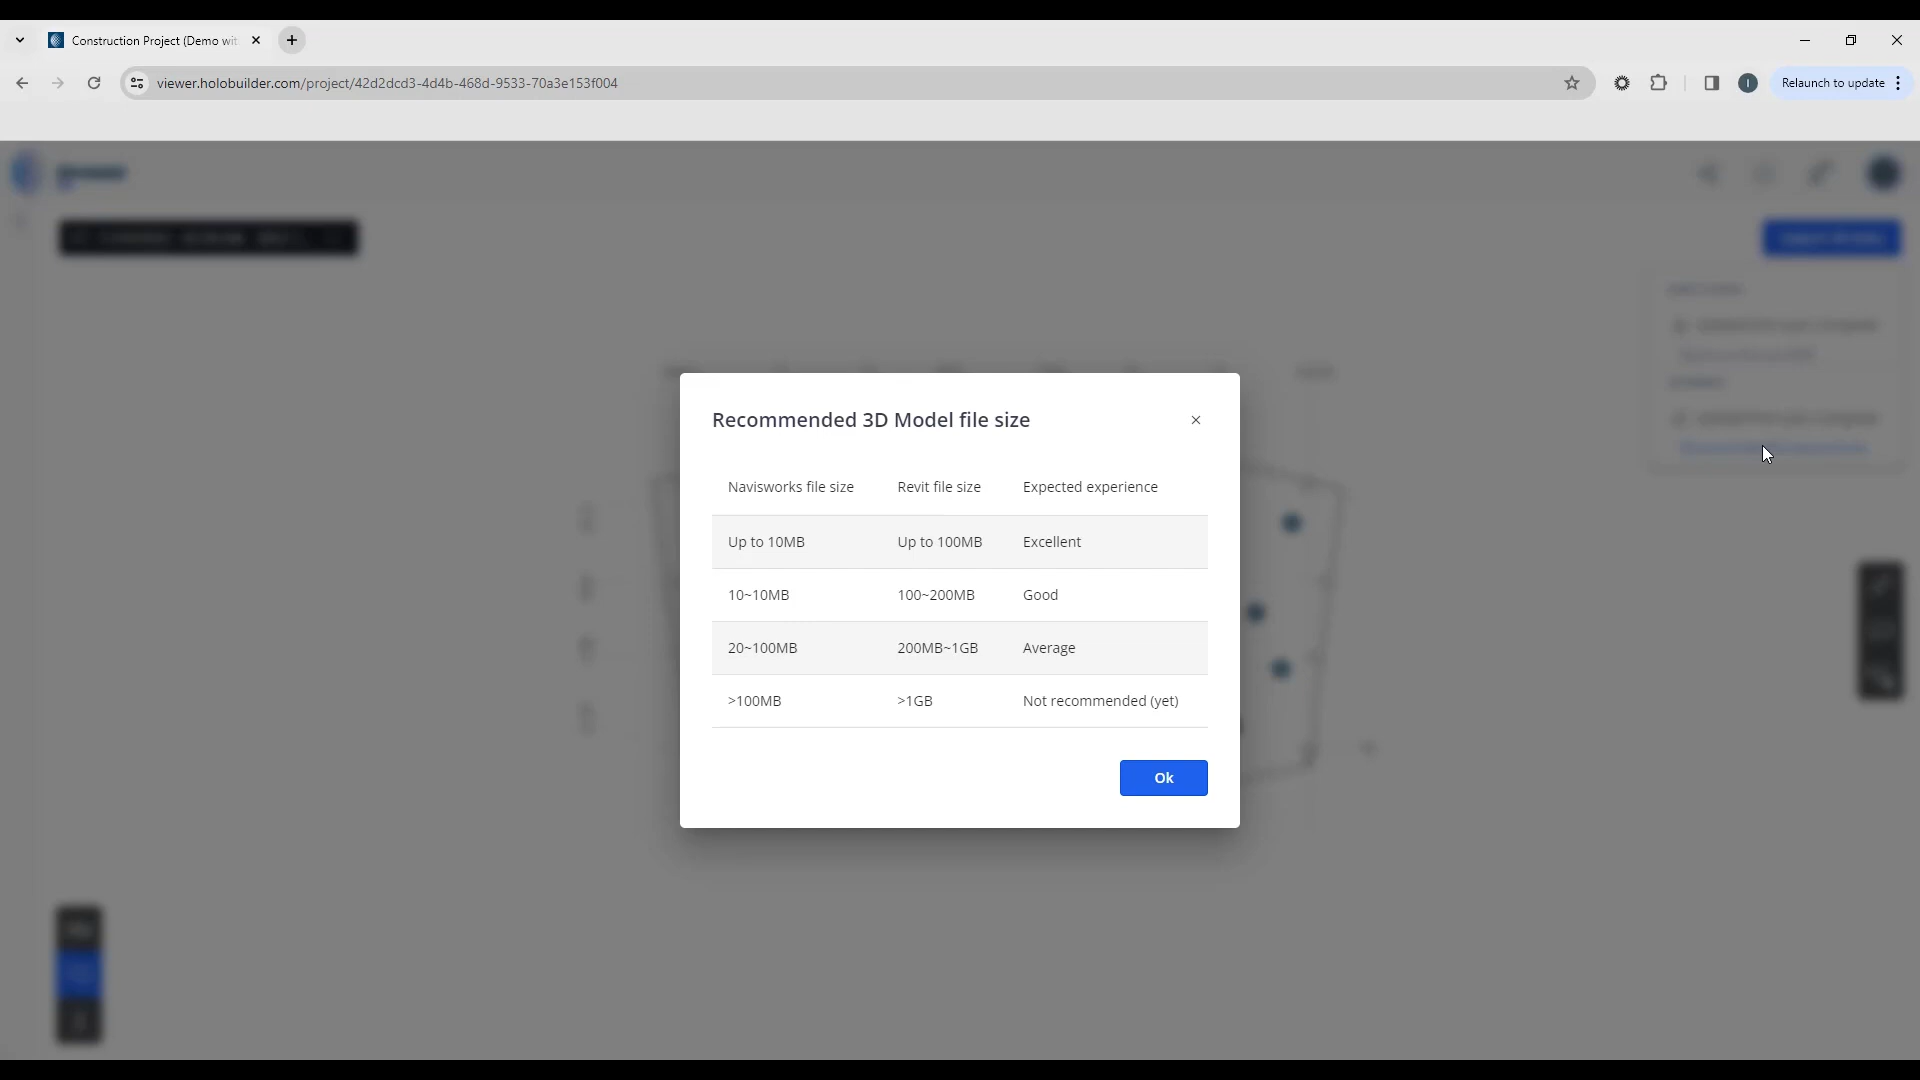 Construction Project (Demo wit
viewer.holobuilder.com/project/42d2dcd3-4d4b-468d-9533-70a3e153f004
I
Relaunch to update
Recommended 3D Model file size
Navisworks file size Revit file size Expected experience
Up to 10MB Up to 100MB Excellent
10~10MB 100~200MB Good
20~100MB 200MB~1GB Average
>100MB >1GB Not recommended (yet)
Ok